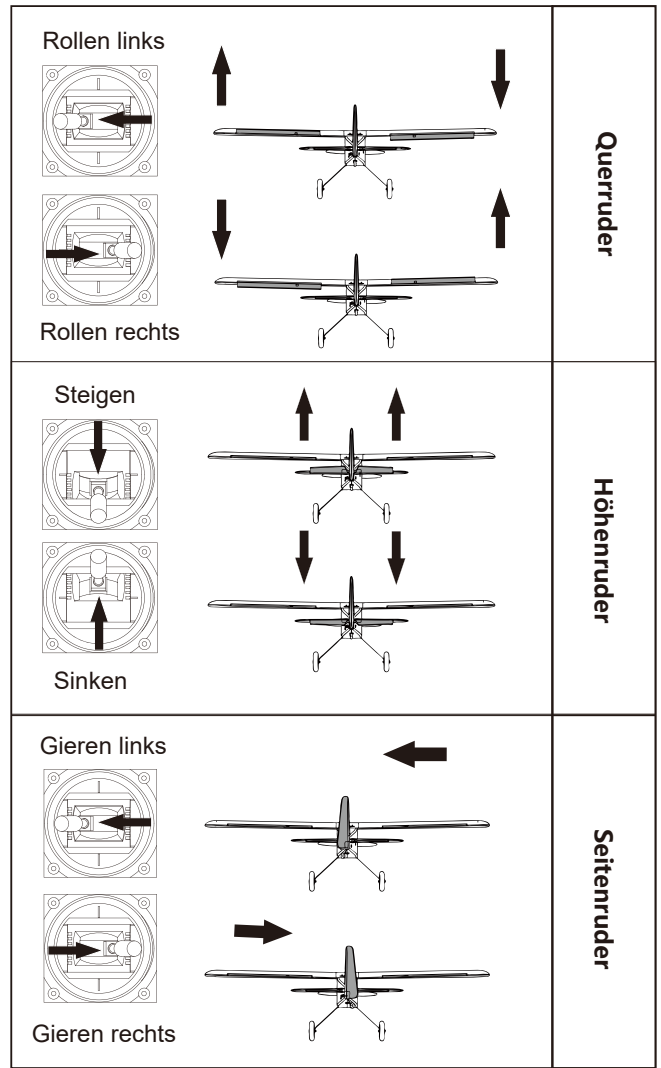 Rollen links
Rollen rechts
Querruder
Steigen
Sinken
Höhenruder
Gieren links
Gieren rechts
Seitenruder